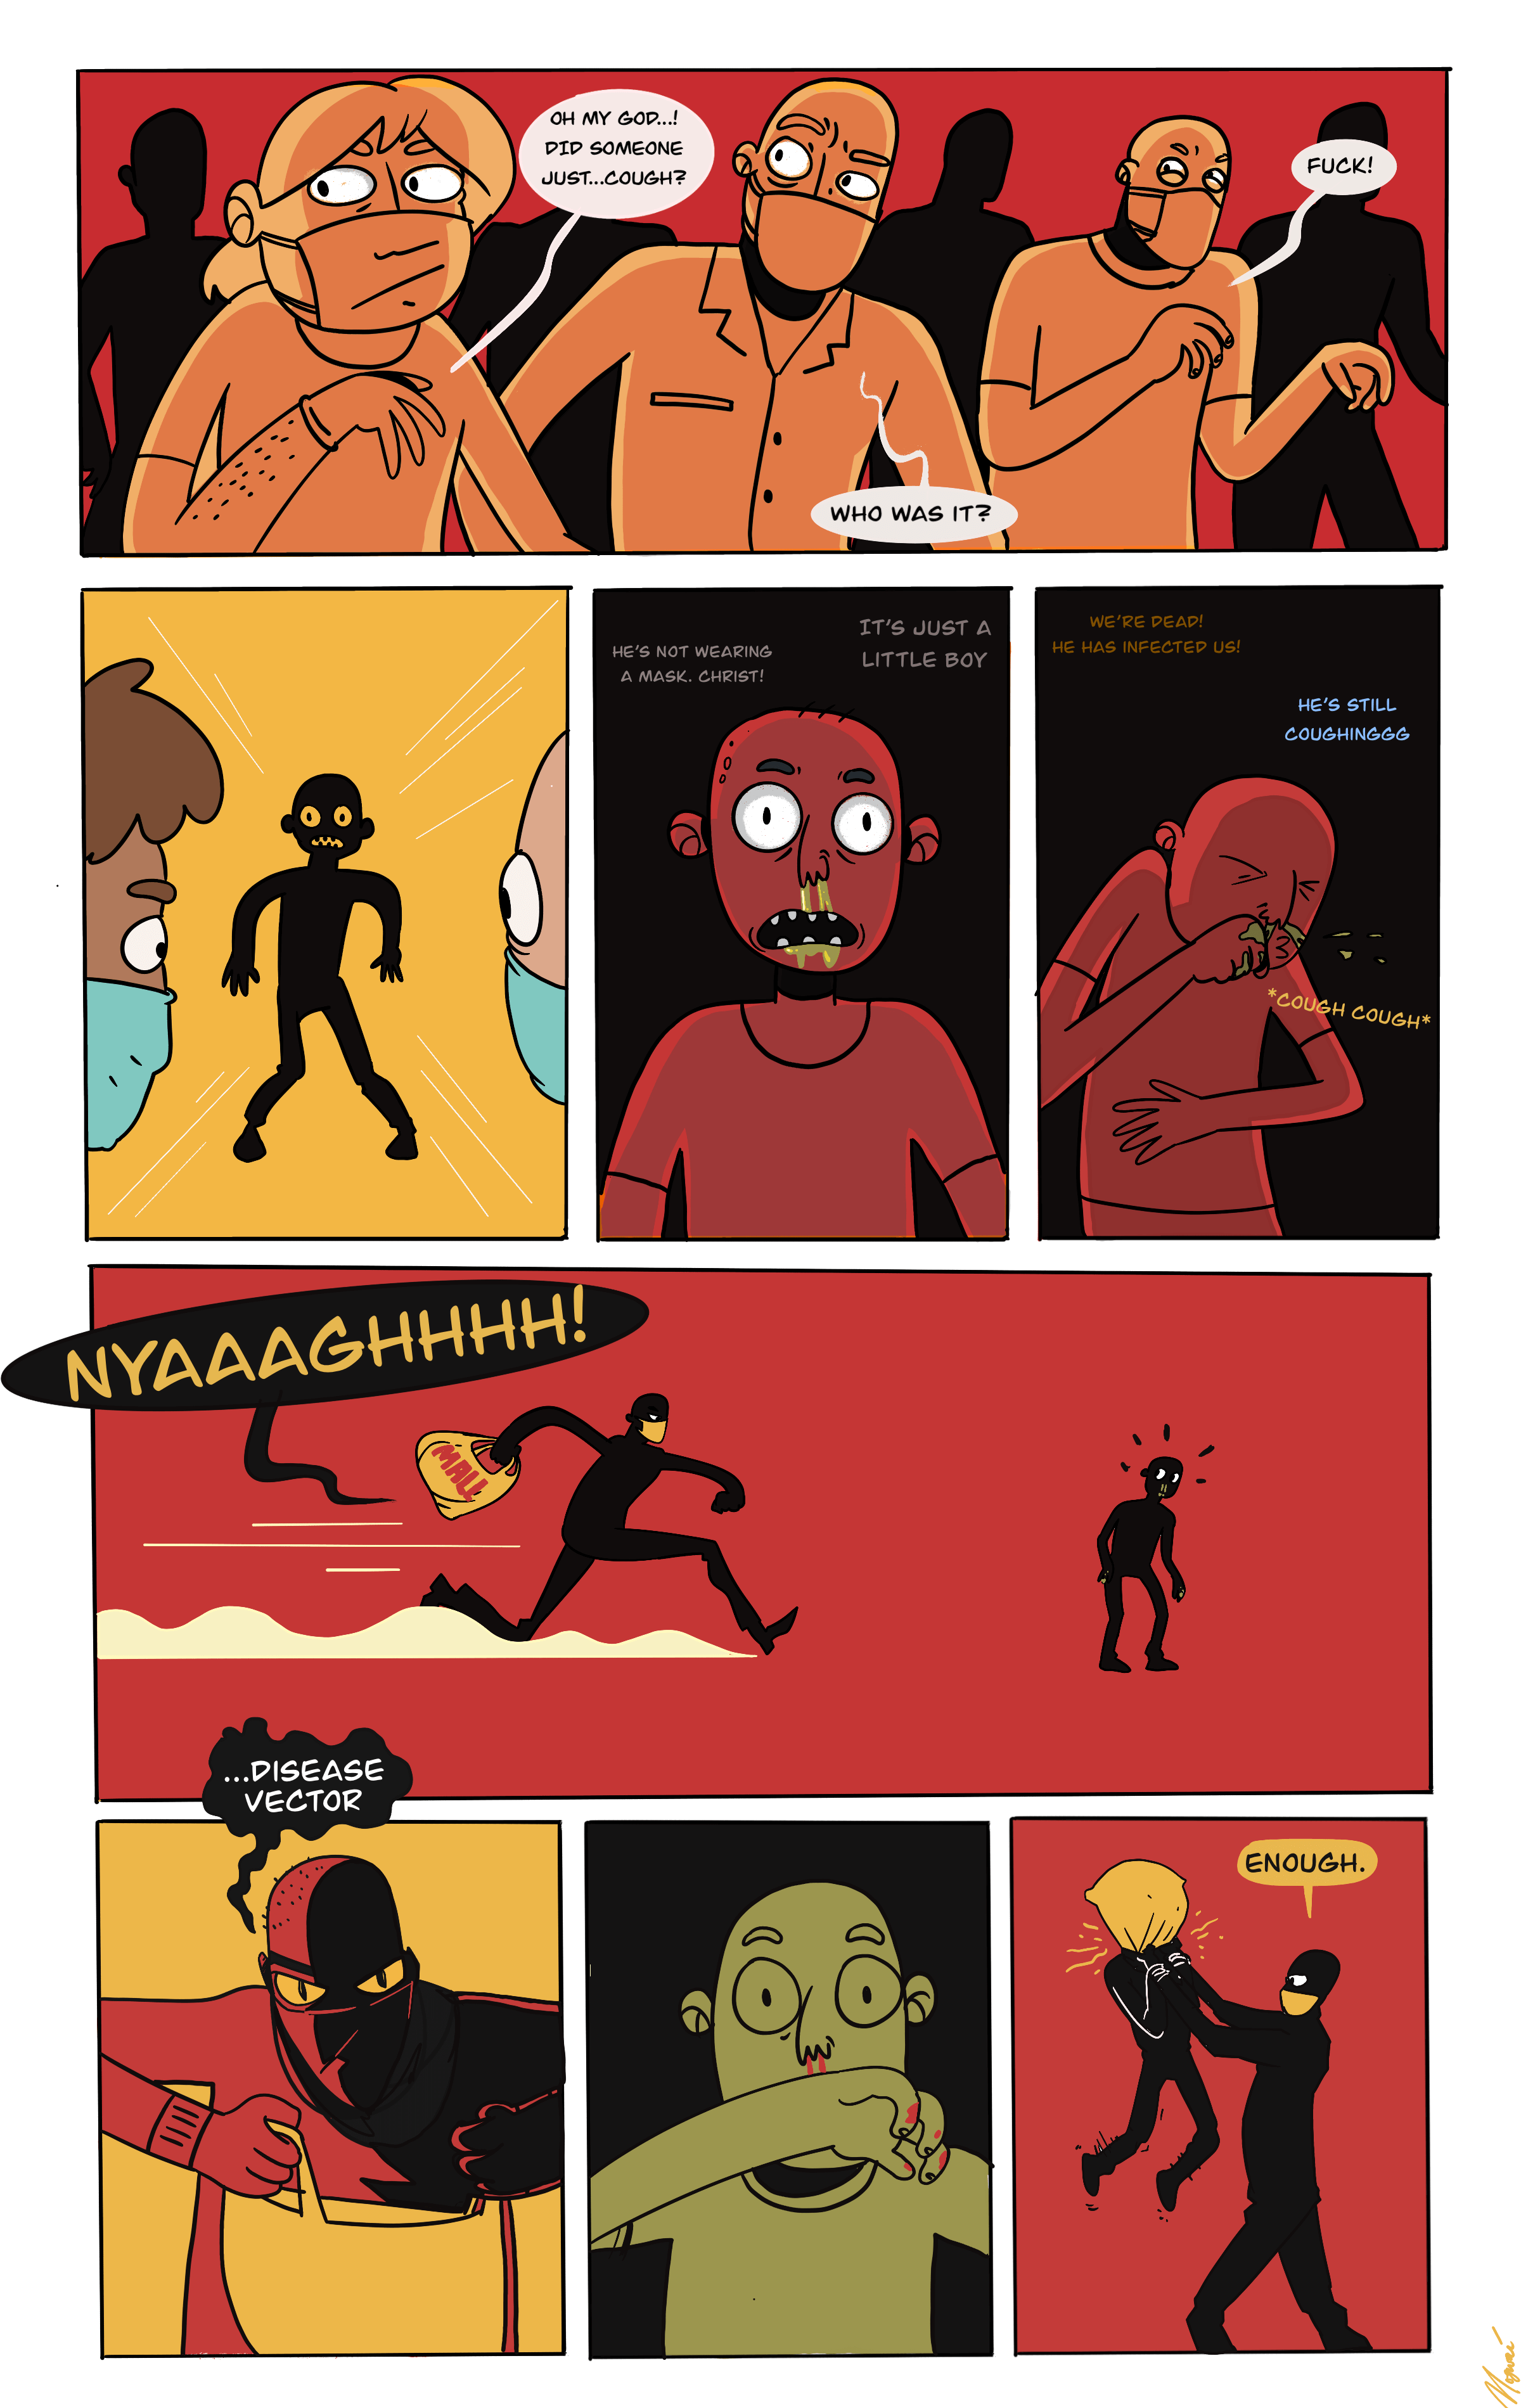 OH MY GOD...!
DID SOMEONE
JUST...COUGH?
FUCK!
WHO WAS IT?
HE'S NOT WEARING
A MASK. CHRIST!
IT'S JUST A
LITTLE BOY
WE'RE DEAD!
HE HAS INFECTED US!
HE'S STILL
COUGHINGGG
*COUGH COUGH*
NYAAAGHHHH!
MALL
...DISEASE
VECTOR
ENOUGH.